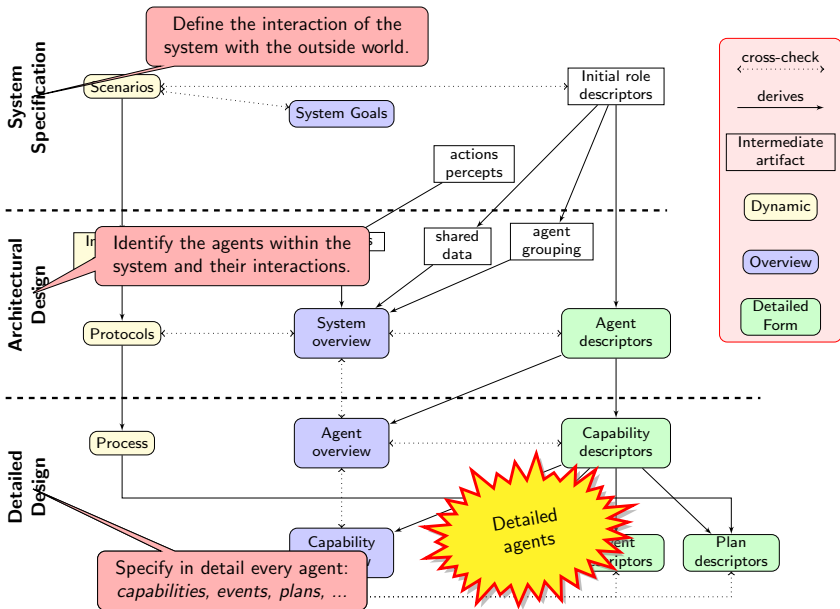 System
Specification
Define the interaction of the
system with the outside world.
Scenarios
System Goals
Initial role
descriptors
actions
percepts
cross-check
derives
Intermediate
artifact
Dynamic
Overview
Detailed
Form
Architectural
Design
Identify the agents within the
system and their interactions.
shared
data
agent
grouping
Protocols
System
overview
Agent
descriptors
Detailed
Design
Process
Agent
overview
Capability
descriptors
Detailed
agents
Capability
Plan
descriptors
Specify in detail every agent:
capabilities, events, plans, ...